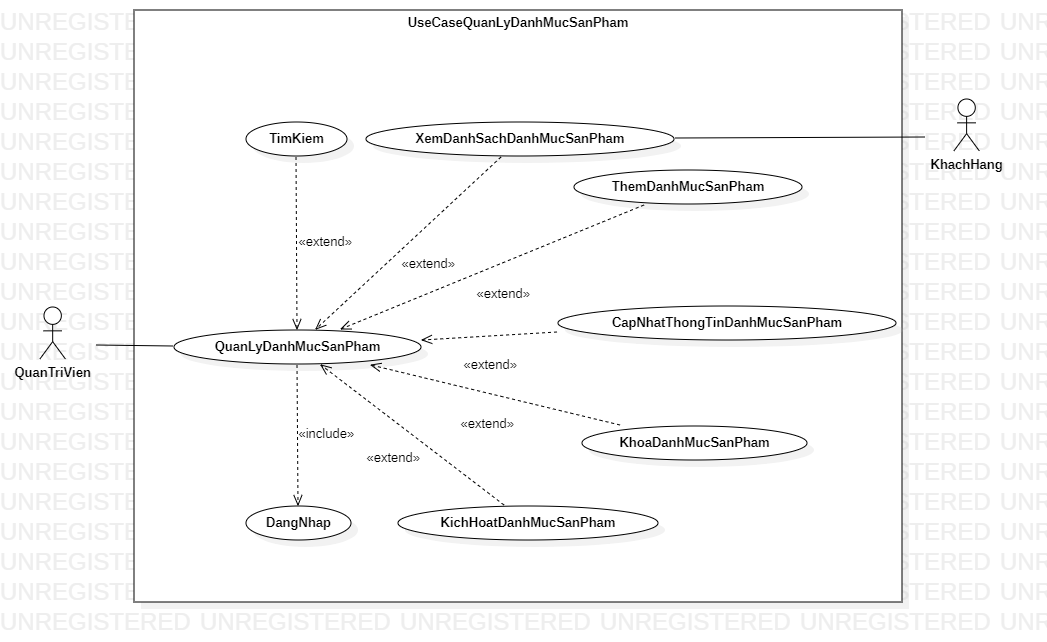 UseCaseQuanLyDanhMucSanPham
TimKiem
XemDanhSachDanhMucSanPham
KhachHang
ThemDanhMucSanPham
«extend»
«extend»
«extend»
CapNhatThongTinDanhMucSanPham
QuanLyDanhMucSanPham
QuanTriVien
«extend»
«extend»
«include»
KhoaDanhMucSanPham
«extend»
DangNhap
KichHoatDanhMucSanPham
UNREGISTERED UNREGISTERED UNREGISTERED UNREGISTERED UNREGISTERED UNR